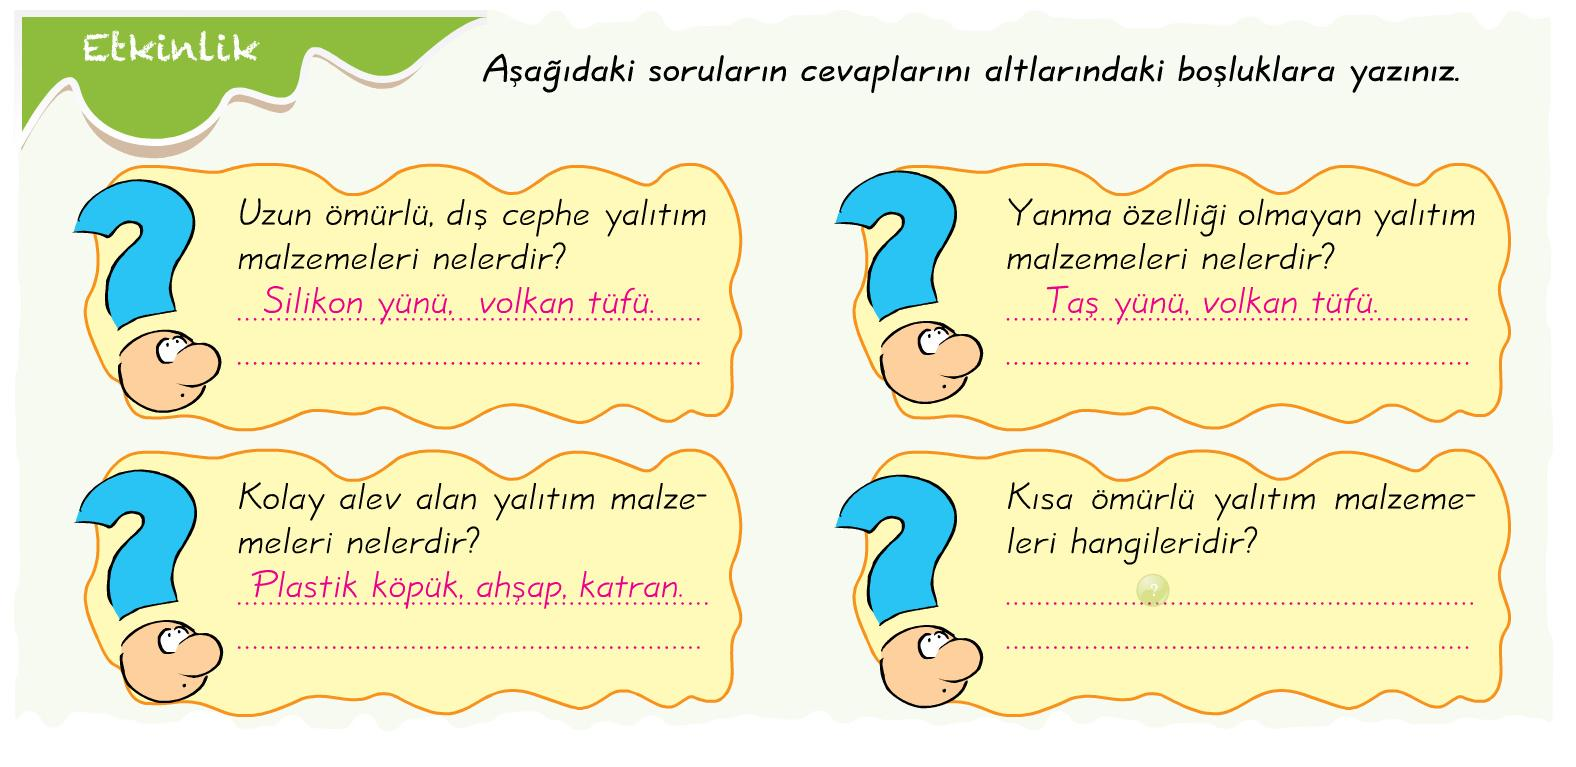 Etkinlik
Aşağıdaki soruların cevaplarını altlarındaki boşluklara yazınız.
Uzun ömürlü, dış cephe yalıtım
malzemeleri nelerdir?
Silikon yünü, volkan tüfü.
Yanma özelliği olmayan yalıtım
malzemeleri nelerdir?
Taş yünü, volkan tüfü.
Kolay alev alan yalıtım malze-
meleri nelerdir?
Plastik köpük, ahşap, katran.
Kısa ömürlü yalıtım malzeme-
leri hangileridir?
?